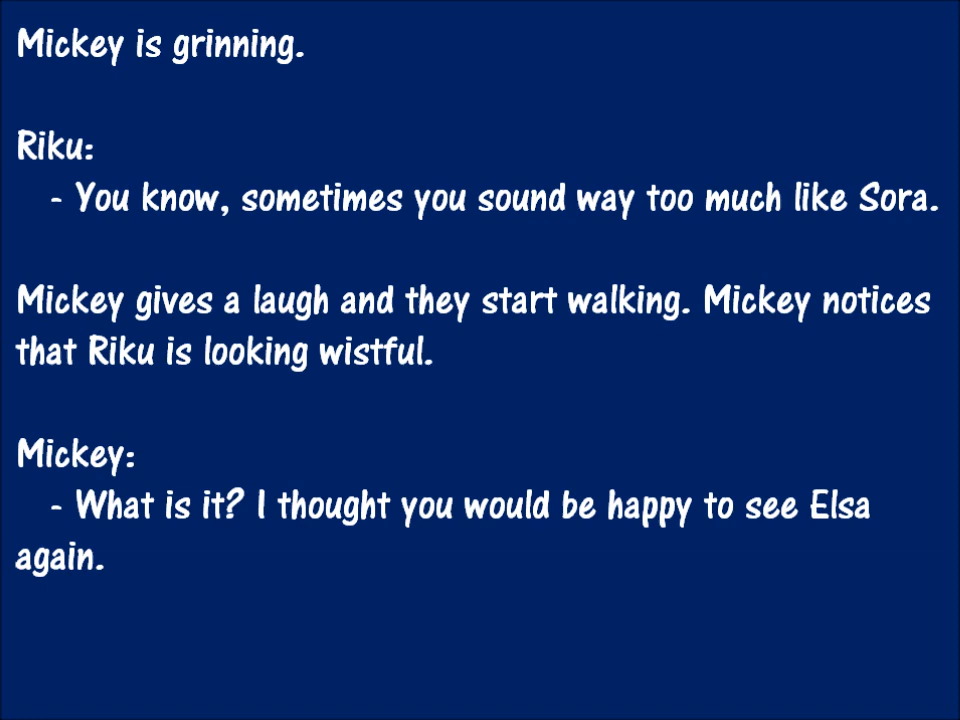 Mickey is grinning.
Riku:
- You know, sometimes you sound way too much like Sora.
Mickey gives a laugh and they start walking. Mickey notices
that Riku is looking wistful.
Mickey:
- What is it? I thought you would be happy to see Elsa
again.